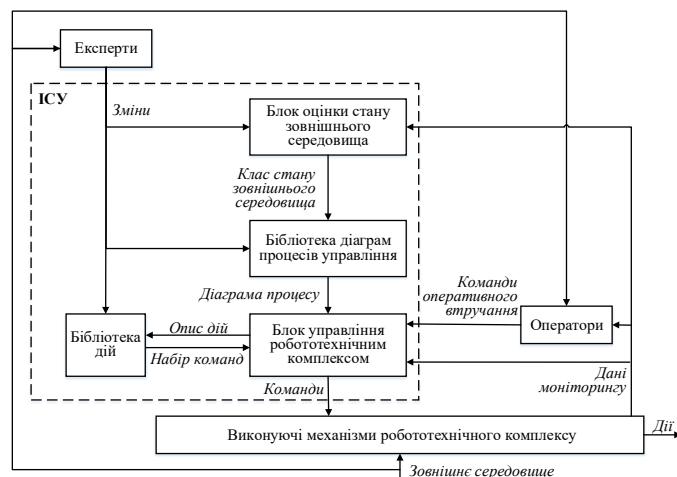 Експерти
ІСУ
Зміни
Блок оцінки стану
зовнішнього
середовища
Клас стану
зовнішнього
середовища
Бібліотека діаграм
процесів управління
Діаграма процесу
Команди
оперативного
втручання
Бібліотека
дій
Опис дій
Набір команд
Блок управління
робототехнічним
комплексом
Оператори
Команди
Дані
моніторингу
Виконуючі механізми робототехнічного комплексу
Дії
Зовнішнє середовище